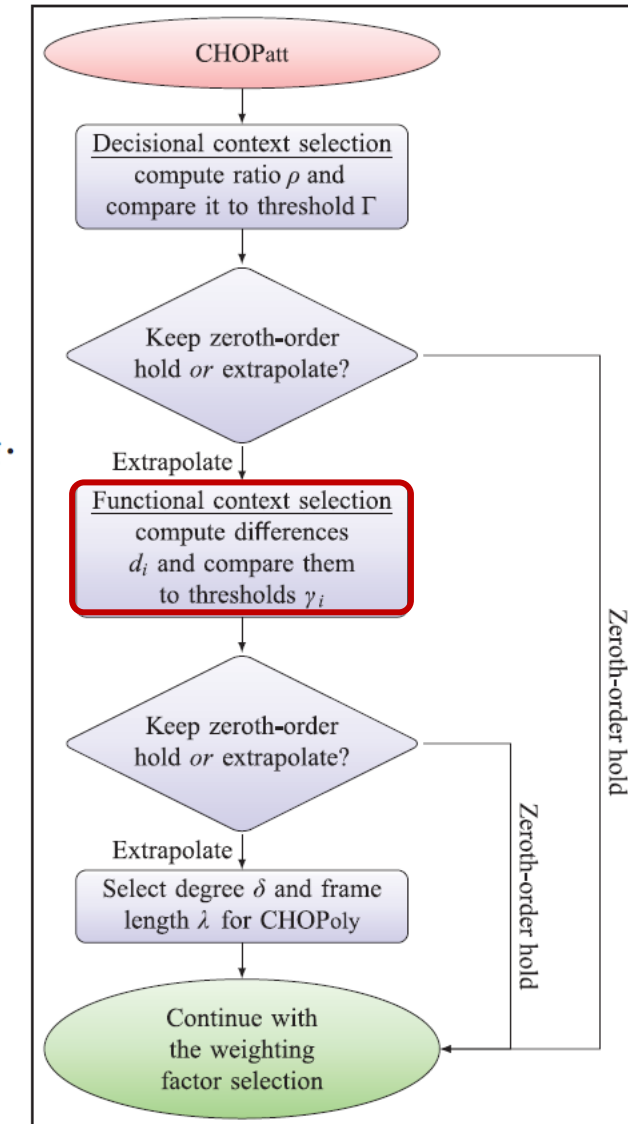 CHOPatt
Decisional context selection
compute ratio ρ and
compare it to threshold Γ
Keep zeroth-order
hold or extrapolate?
Extrapolate
Functional context selection
compute differences
d_i and compare them
to thresholds γ_i
Keep zeroth-order
hold or extrapolate?
Extrapolate
Select degree δ and frame
length λ for CHOPoly
Continue with
the weighting
factor selection
Zeroth-order hold
Zeroth-order hold